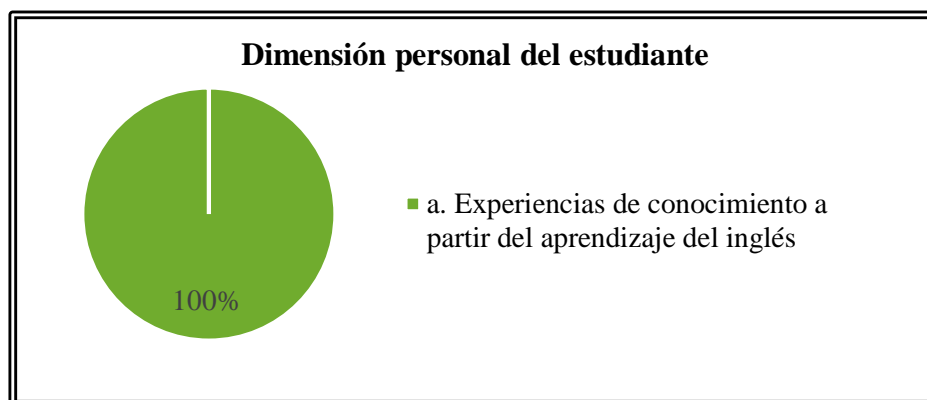 Dimensión personal del estudiante
a. Experiencias de conocimiento a
partir del aprendizaje del inglés
100%